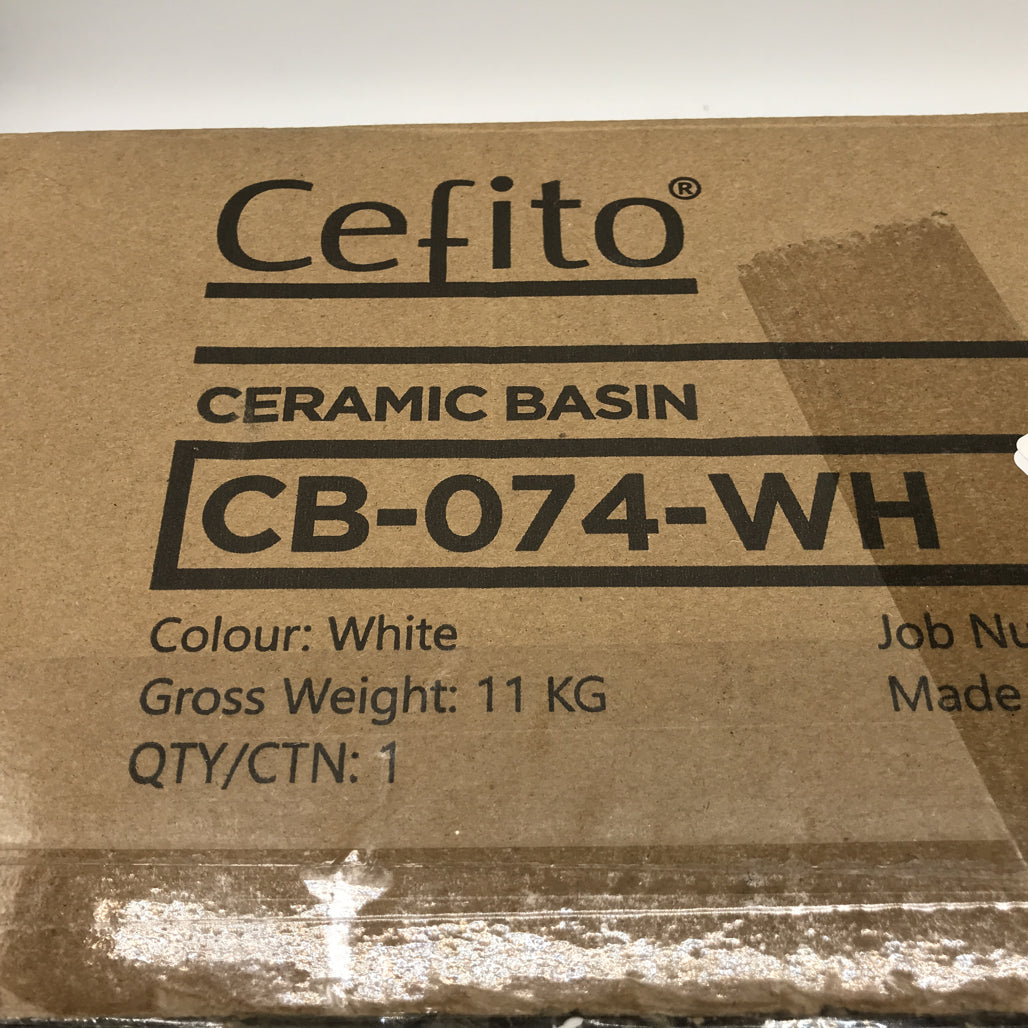 Cefito®
CERAMIC BASIN
CB-074-WH
Colour: White
Job Nu
Gross Weight: 11 KG
Made
QTY/CTN: 1